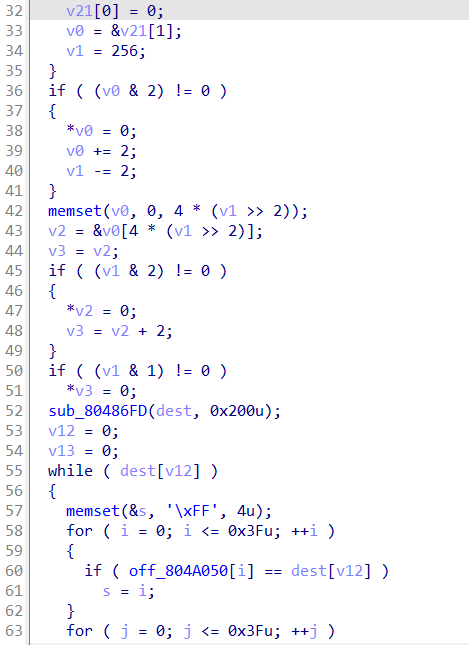 32 v21[0] = 0;
33 v0 = &v21[1];
34 v1 = 256;
35 }
36 if ( (v0 & 2) != 0 )
37 {
38 *v0 = 0;
39 v0 += 2;
40 v1 -= 2;
41 }
42 memset(v0, 0, 4 * (v1 >> 2));
43 v2 = &v0[4 * (v1 >> 2)];
44 v3 = v2;
45 if ( (v1 & 2) != 0 )
46 {
47 *v2 = 0;
48 v3 = v2 + 2;
49 }
50 if ( (v1 & 1) != 0 )
51 *v3 = 0;
52 sub_80486FD(dest, 0x200u);
53 v12 = 0;
54 v13 = 0;
55 while ( dest[v12] )
56 {
57 memset(&s, '\xFF', 4u);
58 for ( i = 0; i <= 0x3Fu; ++i )
59 {
60 if ( off_804A050[i] == dest[v12] )
61 s = i;
62 }
63 for ( j = 0; j <= 0x3Fu; ++j )